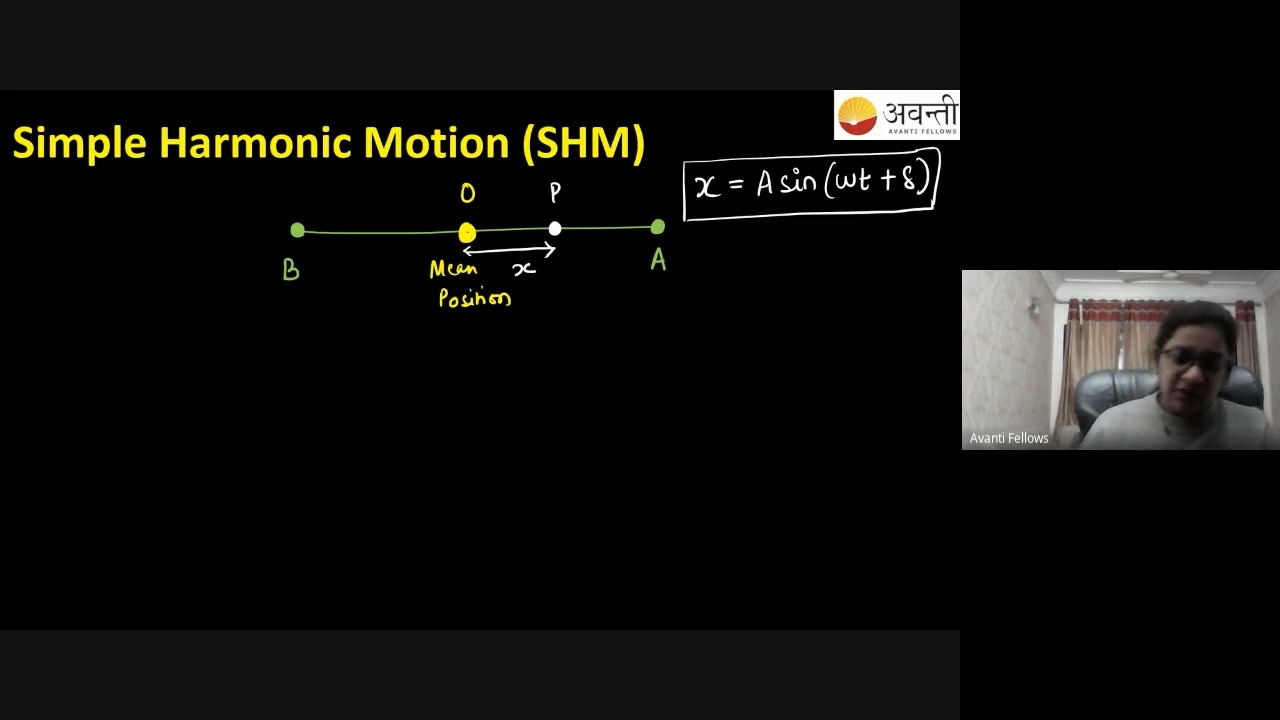 अवन्ती
AVANTI FELLOWS
Simple Harmonic Motion (SHM)
x = A sin (ωt + δ)
O P
B Mean x A
Position
Avanti Fellows